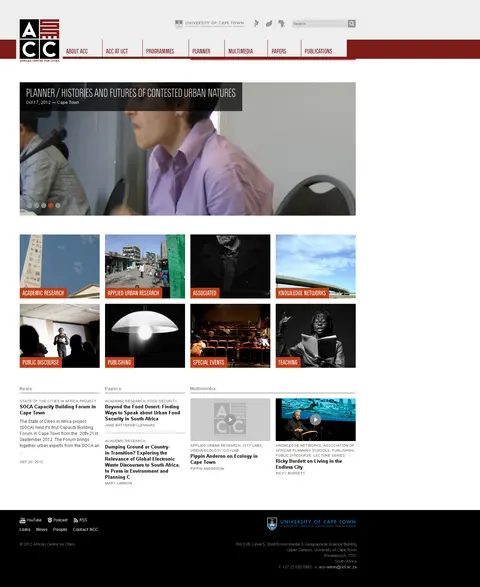 UNIVERSITY OF CAPE TOWN
Search
ACC
AFRICAN CENTRE FOR CITIES
ABOUT ACC
ACC AT UCT
PROGRAMMES
PLANNER
MULTIMEDIA
PAPERS
PUBLICATIONS
PLANNER / HISTORIES AND FUTURES OF CONTESTED URBAN NATURES
Oct 17, 2012 — Cape Town
ACADEMIC RESEARCH
APPLIED URBAN RESEARCH
ASSOCIATED
KNOWLEDGE NETWORKS
PUBLIC DISCOURSE
PUBLISHING
SPECIAL EVENTS
TEACHING
News
STATE OF THE CITIES IN AFRICA PROJECT
SOCA Capacity Building Forum in
Cape Town
The State of Cities in Africa
project (SOCA) held it's first Capacity Building
Forum in Cape Town from the 20th-21st
September 2012. The Forum brings
together urban experts from the SOCA an
...
Papers
ACADEMIC RESEARCH, FOOD SECURITY
Beyond the Food Desert: Finding
Ways to Speak about Urban Food
Security in South Africa
JANE BATTERSBY-LENNARD
ACADEMIC RESEARCH
Dumping Ground or Country-
in-Transition? Exploring the
Relevance of Global Electronic
Waste Discourses to South Africa.
In Press in Environment and
Planning C
MARY LAWHON
Multimedia
ACC
APPLIED URBAN RESEARCH, CITY LABS,
URBAN ECOLOGY CITYLAB
Pippin Anderson on Ecology in
Cape Town
PIPPIN ANDERSON
KNOWLEDGE NETWORKS, ASSOCIATION OF
AFRICAN PLANNING SCHOOLS, PUBLISHING,
PUBLIC DISCOURSE, LECTURE SERIES
Ricky Burdett on Living in the
Endless City
RICKY BURDETT
YouTube
Podcast
RSS
Links
News
People
Contact ACC
© 2012 African Centre for Cities
UNIVERSITY OF CAPE TOWN
Upper Campus, University of Cape Town
South Africa